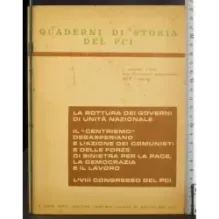 QUADERNI DI STORIA
DEL PCI
LA ROTTURA DEI GOVERNI
DI UNITÀ NAZIONALE
IL "CENTRISMO"
DEGASPERIANO
E L'AZIONE DEI COMUNISTI
E DELLE FORZE
DI SINISTRA PER LA PACE,
LA DEMOCRAZIA
E IL LAVORO
L'VIII CONGRESSO DEL PCI